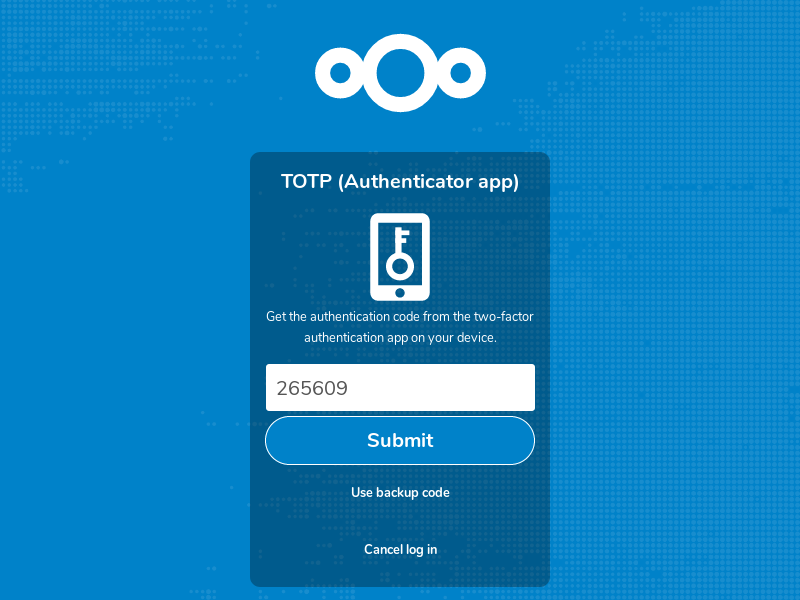 TOTP (Authenticator app)
Get the authentication code from the two-factor
authentication app on your device.
265609
Submit
Use backup code
Cancel log in